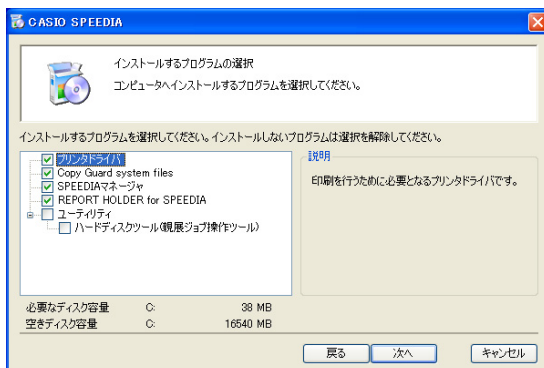 CASIO SPEEDIA
インストールするプログラムの選択
コンピュータへインストールするプログラムを選択してください。
インストールするプログラムを選択してください。インストールしないプログラムは選択を解除してください。
プリンタドライバ
Copy Guard system files
SPEEDIAマネージャ
REPORT HOLDER for SPEEDIA
ユーティリティ
ハードディスクツール(親展ジョブ操作ツール)
説明
印刷を行うために必要となるプリンタドライバです。
必要なディスク容量 C: 38 MB
空きディスク容量 C: 16540 MB
戻る 次へ キャンセル